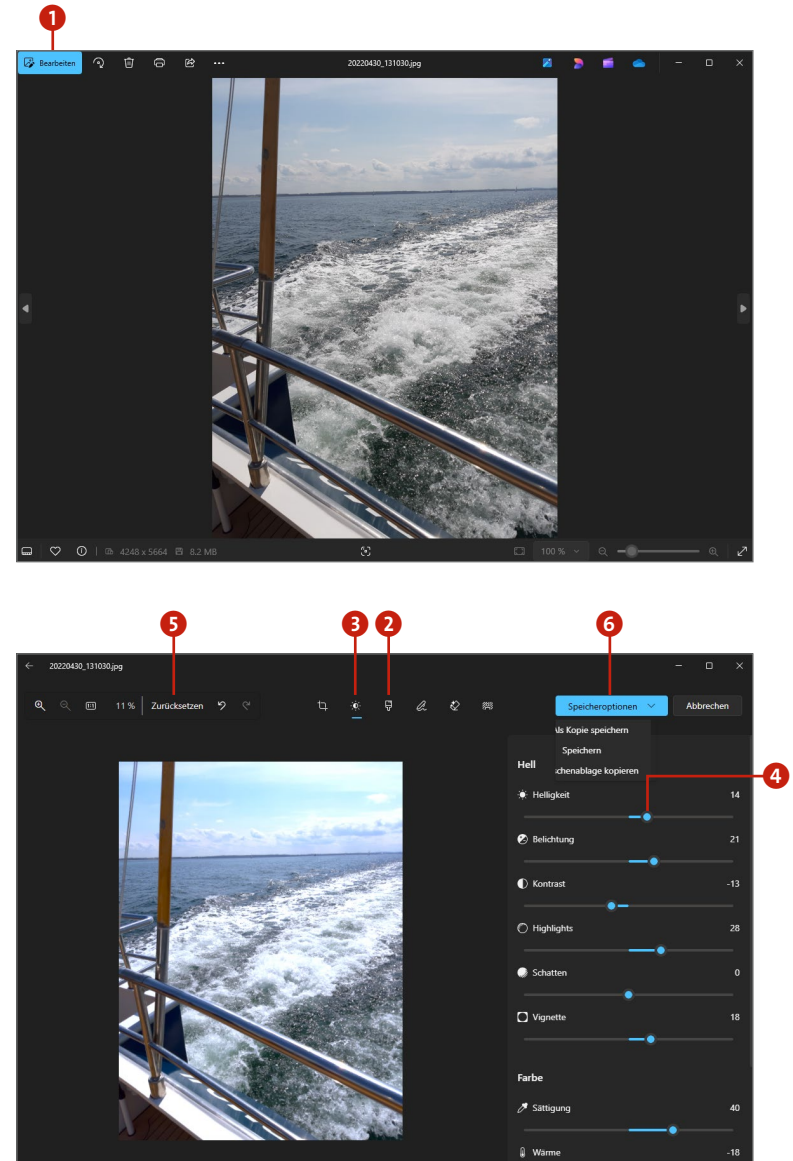 1
Bearbeiten
20220430_131030.jpg
4248 x 5664 8.2 MB
100 %
5 3 2 6
20220430_131030.jpg
11 % Zurücksetzen
Speicheroptionen Abbrechen
Als Kopie speichern
Speichern
schenablage kopieren
Hell
4
Helligkeit 14
Belichtung 21
Kontrast -13
Highlights 28
Schatten 0
Vignette 18
Farbe
Sättigung 40
Wärme -18